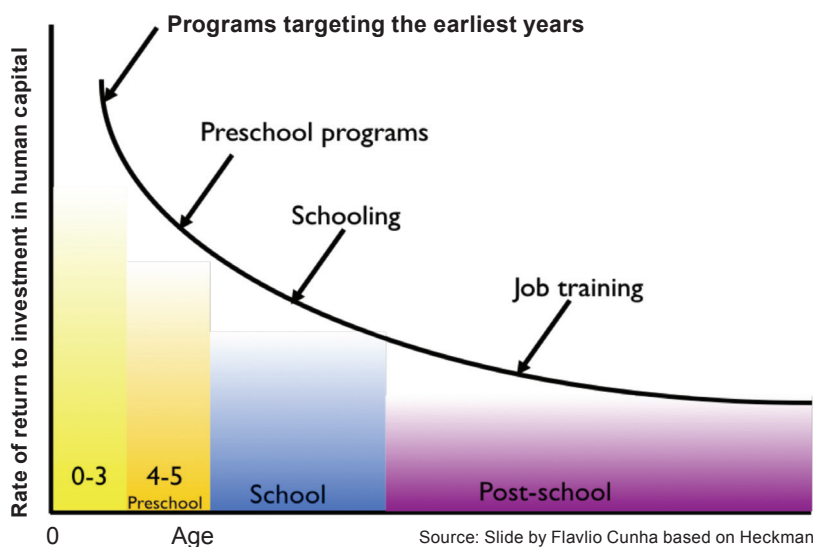 Programs targeting the earliest years
Rate of return to investment in human capital
Preschool programs
Schooling
Job training
0-3
4-5
Preschool
School
Post-school
0
Age
Source: Slide by Flavlio Cunha based on Heckman